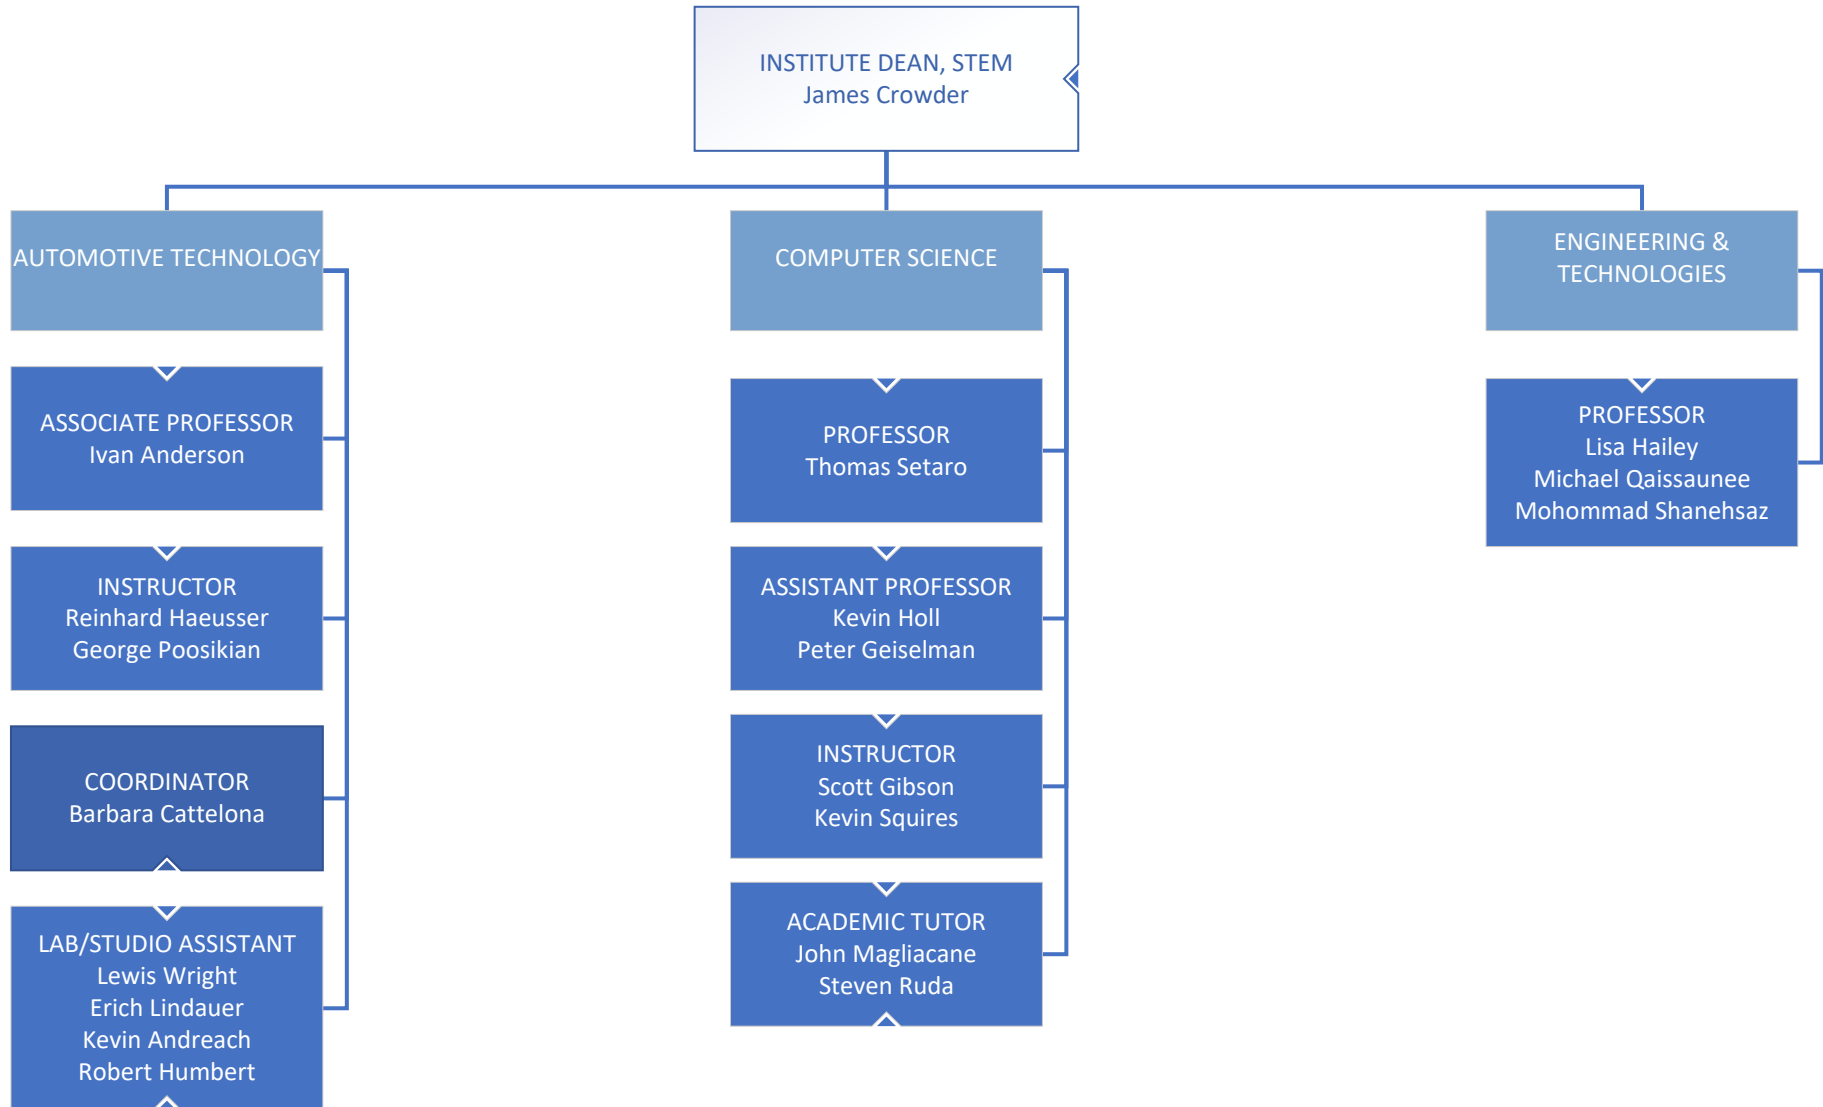 INSTITUTE DEAN, STEM
James Crowder
AUTOMOTIVE TECHNOLOGY
ASSOCIATE PROFESSOR
Ivan Anderson
INSTRUCTOR
Reinhard Haeusser
George Poosikian
COORDINATOR
Barbara Cattelona
LAB/STUDIO ASSISTANT
Lewis Wright
Erich Lindauer
Kevin Andreach
Robert Humbert
COMPUTER SCIENCE
PROFESSOR
Thomas Setaro
ASSISTANT PROFESSOR
Kevin Holl
Peter Geiselman
INSTRUCTOR
Scott Gibson
Kevin Squires
ACADEMIC TUTOR
John Magliacane
Steven Ruda
ENGINEERING &
TECHNOLOGIES
PROFESSOR
Lisa Hailey
Michael Qaissaunee
Mohommad Shanehsaz